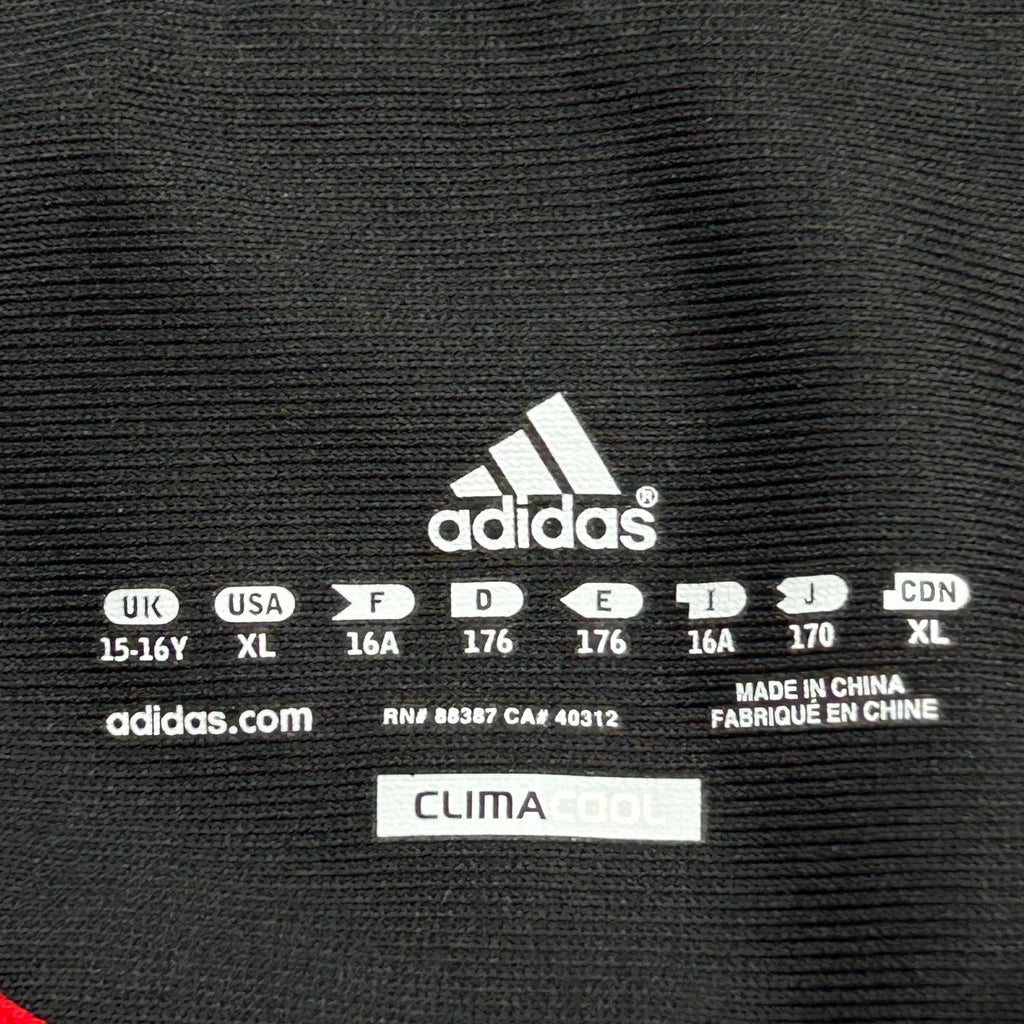 adidas®
UK USA F D E I J CDN
15-16Y XL 16A 176 176 16A 170 XL
adidas.com RN# 88387 CA# 40312 MADE IN CHINA
FABRIQUÉ EN CHINE
CLIMACOOL